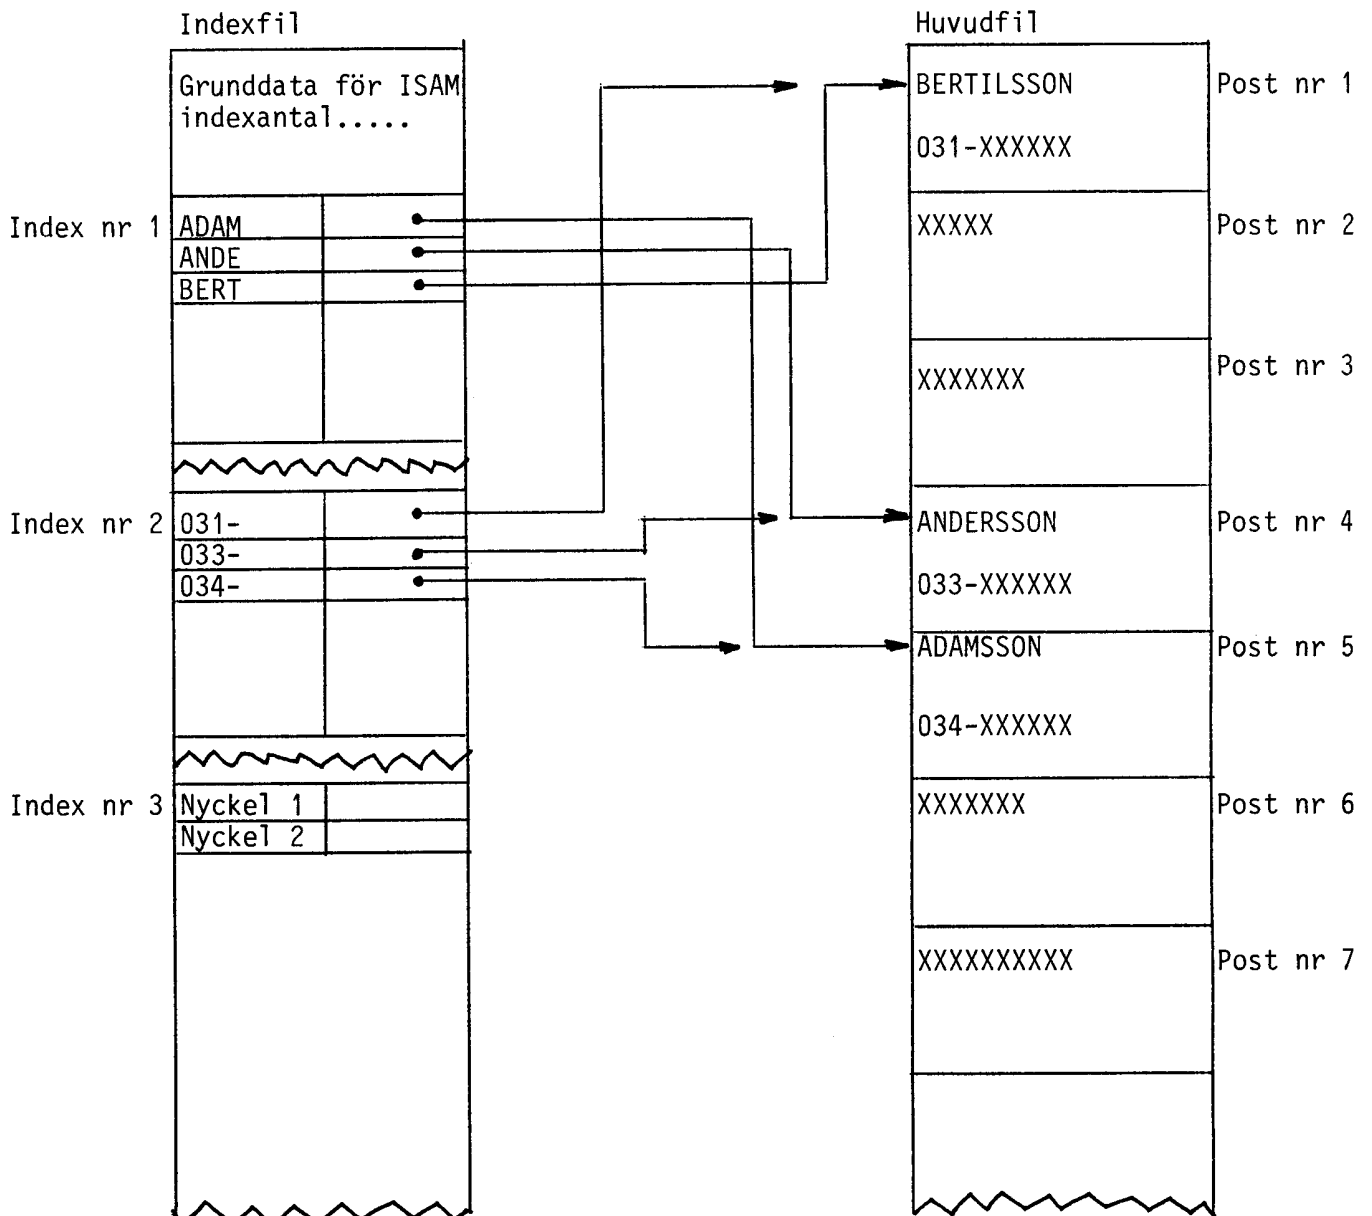 Indexfil
Grunddata för ISAM
indexantal.....
Index nr 1
ADAM
ANDE
BERT
Index nr 2
031-
033-
034-
Index nr 3
Nyckel 1
Nyckel 2
Huvudfil
BERTILSSON
031-XXXXXX
Post nr 1
XXXXX
Post nr 2
XXXXXXX
Post nr 3
ANDERSSON
033-XXXXXX
Post nr 4
ADAMSSON
034-XXXXXX
Post nr 5
XXXXXXX
Post nr 6
XXXXXXXXXX
Post nr 7